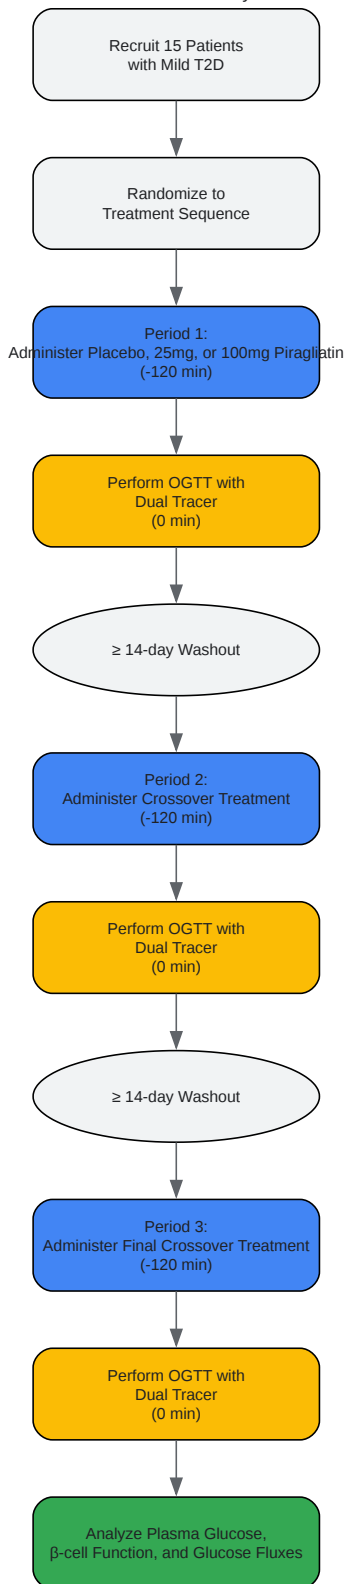 Recruit 15 Patients
with Mild T2D
Randomize to
Treatment Sequence
Period 1:
Administer Placebo, 25mg, or 100mg Piragliatin
(-120 min)
Perform OGTT with
Dual Tracer
(0 min)
≥ 14-day Washout
Period 2:
Administer Crossover Treatment
(-120 min)
Perform OGTT with
Dual Tracer
(0 min)
≥ 14-day Washout
Period 3:
Administer Final Crossover Treatment
(-120 min)
Perform OGTT with
Dual Tracer
(0 min)
Analyze Plasma Glucose,
β-cell Function, and Glucose Fluxes